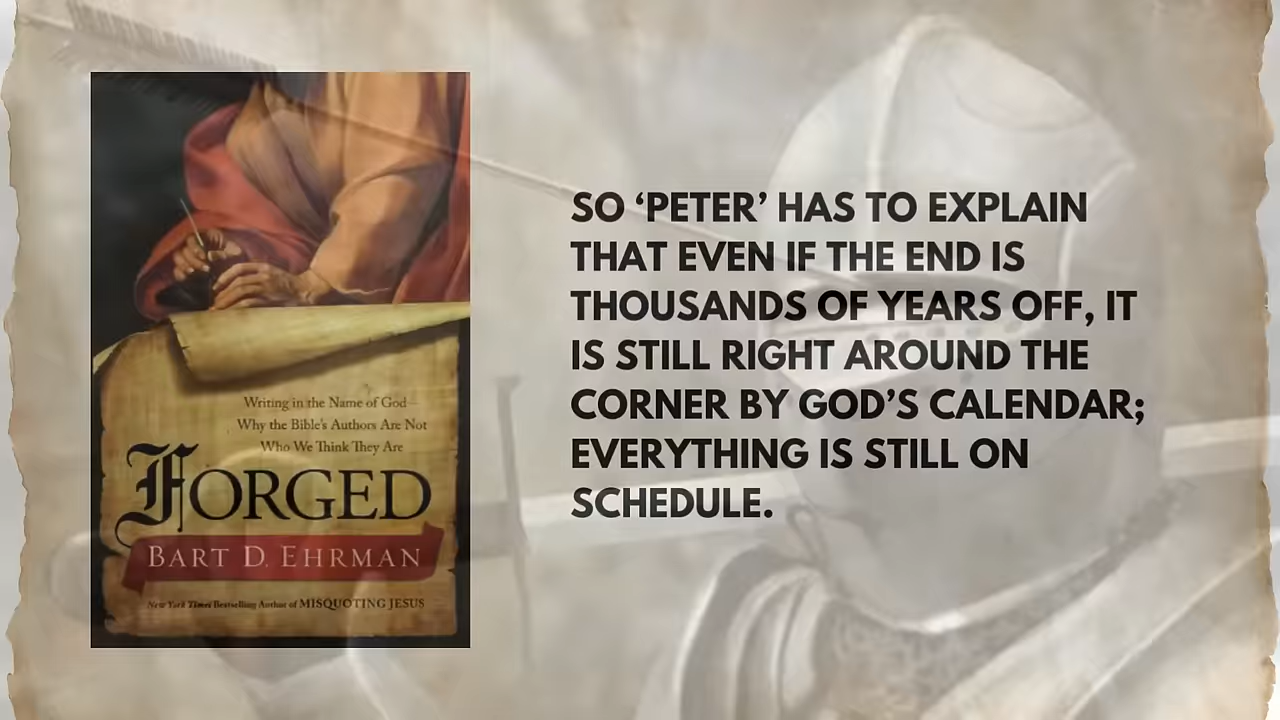 Writing in the Name of God—
Why the Bible's Authors Are Not
Who We Think They Are
FORGED
BART D. EHRMAN
New York Times Bestselling Author of MISQUOTING JESUS
SO ‘PETER’ HAS TO EXPLAIN
THAT EVEN IF THE END IS
THOUSANDS OF YEARS OFF, IT
IS STILL RIGHT AROUND THE
CORNER BY GOD’S CALENDAR;
EVERYTHING IS STILL ON
SCHEDULE.